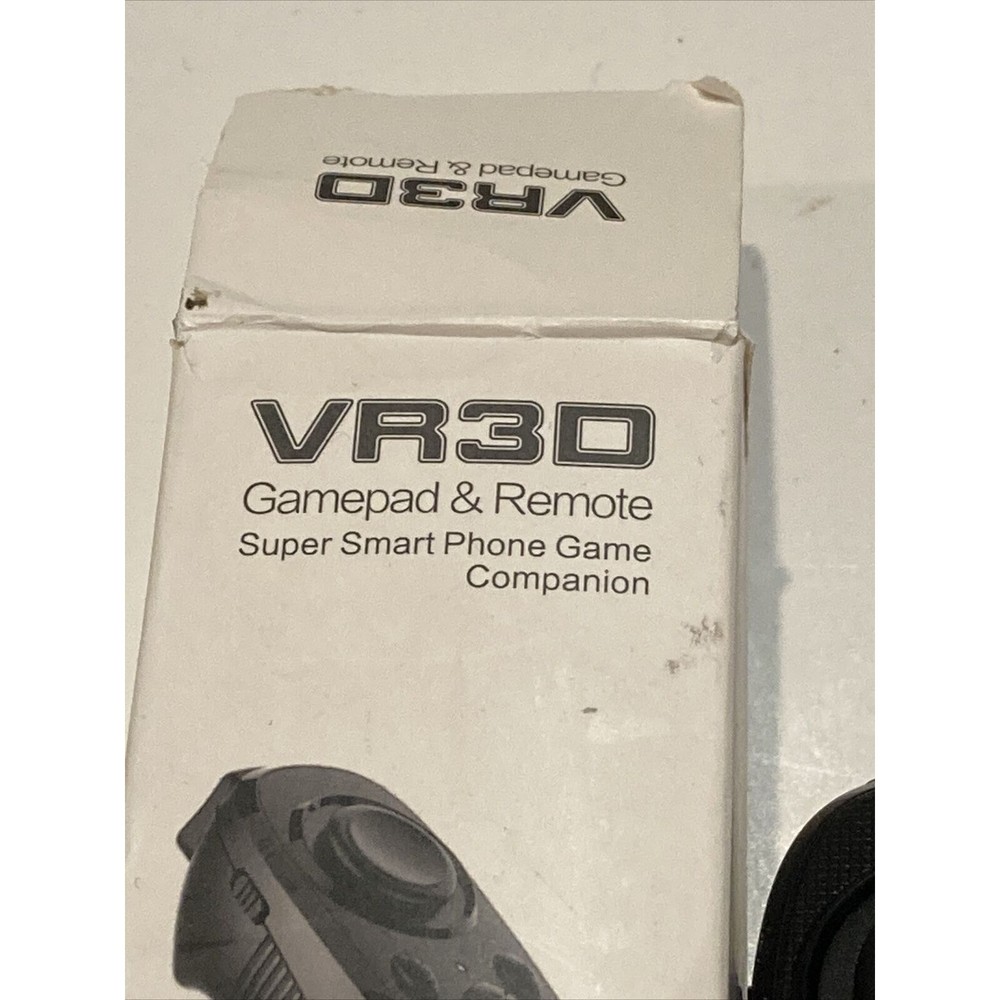 Gamepad & Remote
VR3D
VR3D
Gamepad & Remote
Super Smart Phone Game
Companion